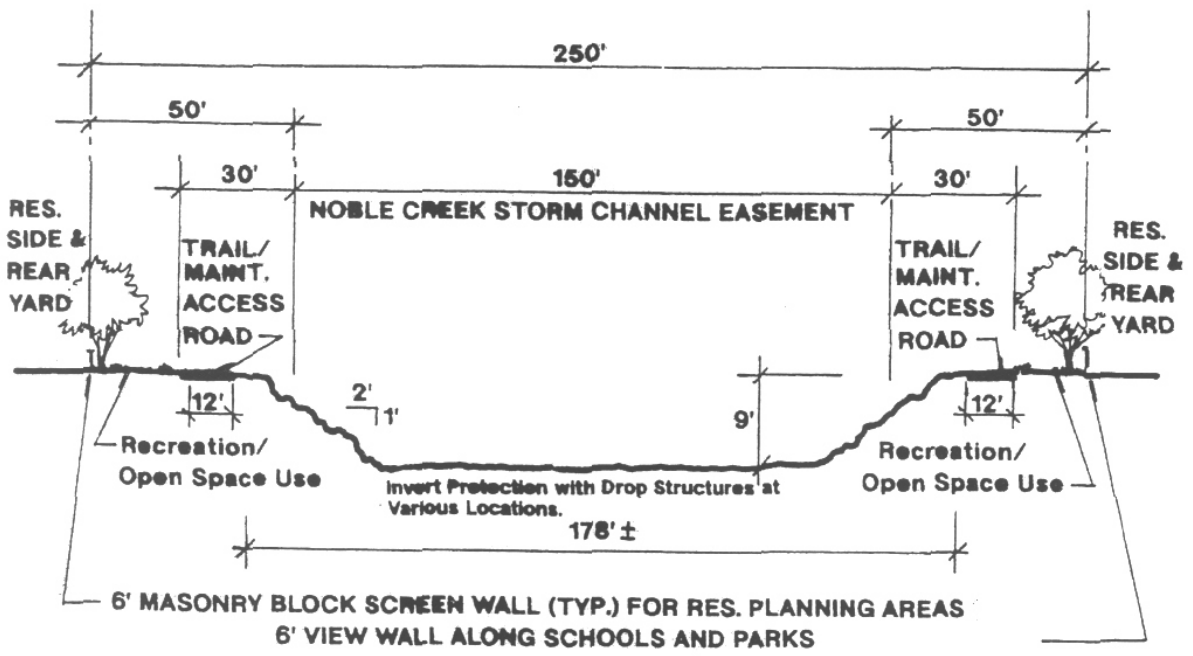 250'
50'
50'
30'
150'
30'
NOBLE CREEK STORM CHANNEL EASEMENT
RES.
SIDE &
REAR
YARD
TRAIL/
MAINT.
ACCESS
ROAD
TRAIL/
MAINT.
ACCESS
ROAD
RES.
SIDE &
REAR
YARD
2'
1'
9'
12'
12'
Recreation/
Open Space Use
Recreation/
Open Space Use
Invert Protection with Drop Structures at
Various Locations.
178' ±
6' MASONRY BLOCK SCREEN WALL (TYP.) FOR RES. PLANNING AREAS
6' VIEW WALL ALONG SCHOOLS AND PARKS